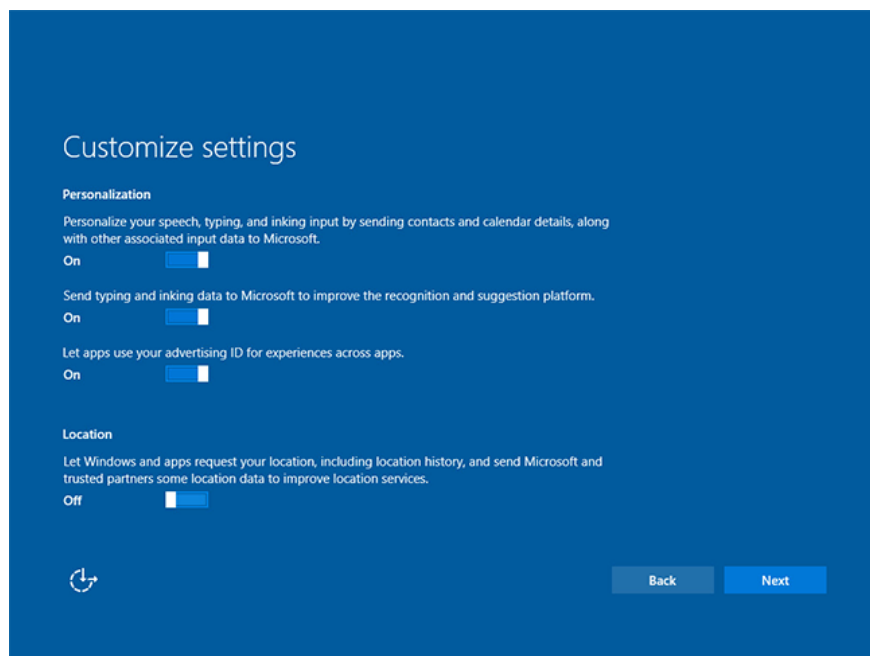 Customize settings
Personalization
Personalize your speech, typing, and inking input by sending contacts and calendar details, along
with other associated input data to Microsoft.
On
Send typing and inking data to Microsoft to improve the recognition and suggestion platform.
On
Let apps use your advertising ID for experiences across apps.
On
Location
Let Windows and apps request your location, including location history, and send Microsoft and
trusted partners some location data to improve location services.
Off
Back Next